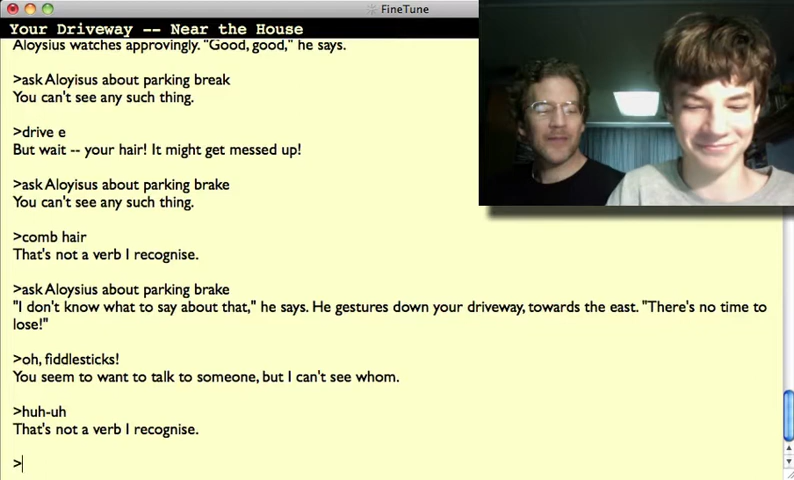 FineTune
Your Driveway -- Near the House
Aloysius watches approvingly. "Good, good," he says.
>ask Aloyisus about parking break
You can't see any such thing.
>drive e
But wait -- your hair! It might get messed up!
>ask Aloyisus about parking brake
You can't see any such thing.
>comb hair
That's not a verb I recognise.
>ask Aloysius about parking brake
"I don't know what to say about that," he says. He gestures down your driveway, towards the east. "There's no time to
lose!"
>oh, fiddlesticks!
You seem to want to talk to someone, but I can't see whom.
>huh-uh
That's not a verb I recognise.
>